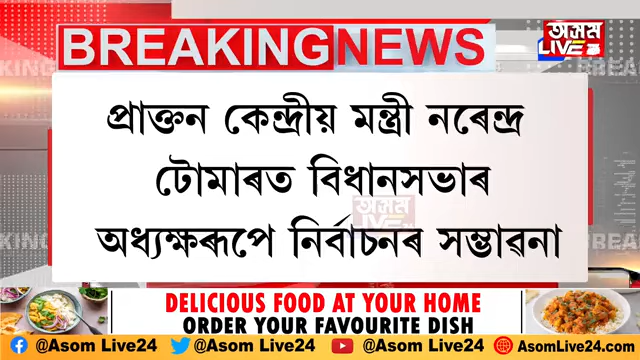 BREAKING NEWS
অসম
LIVE 24
প্ৰাক্তন কেন্দ্ৰীয় মন্ত্ৰী নৰেন্দ্ৰ
টোমাৰত বিধানসভাৰ
অধ্যক্ষৰূপে নিৰ্বাচনৰ সম্ভাৱনা
DELICIOUS FOOD AT YOUR HOME
ORDER YOUR FAVOURITE DISH
@Asom Live24 @Asom Live24 @Asom Live24 AsomLive24.com